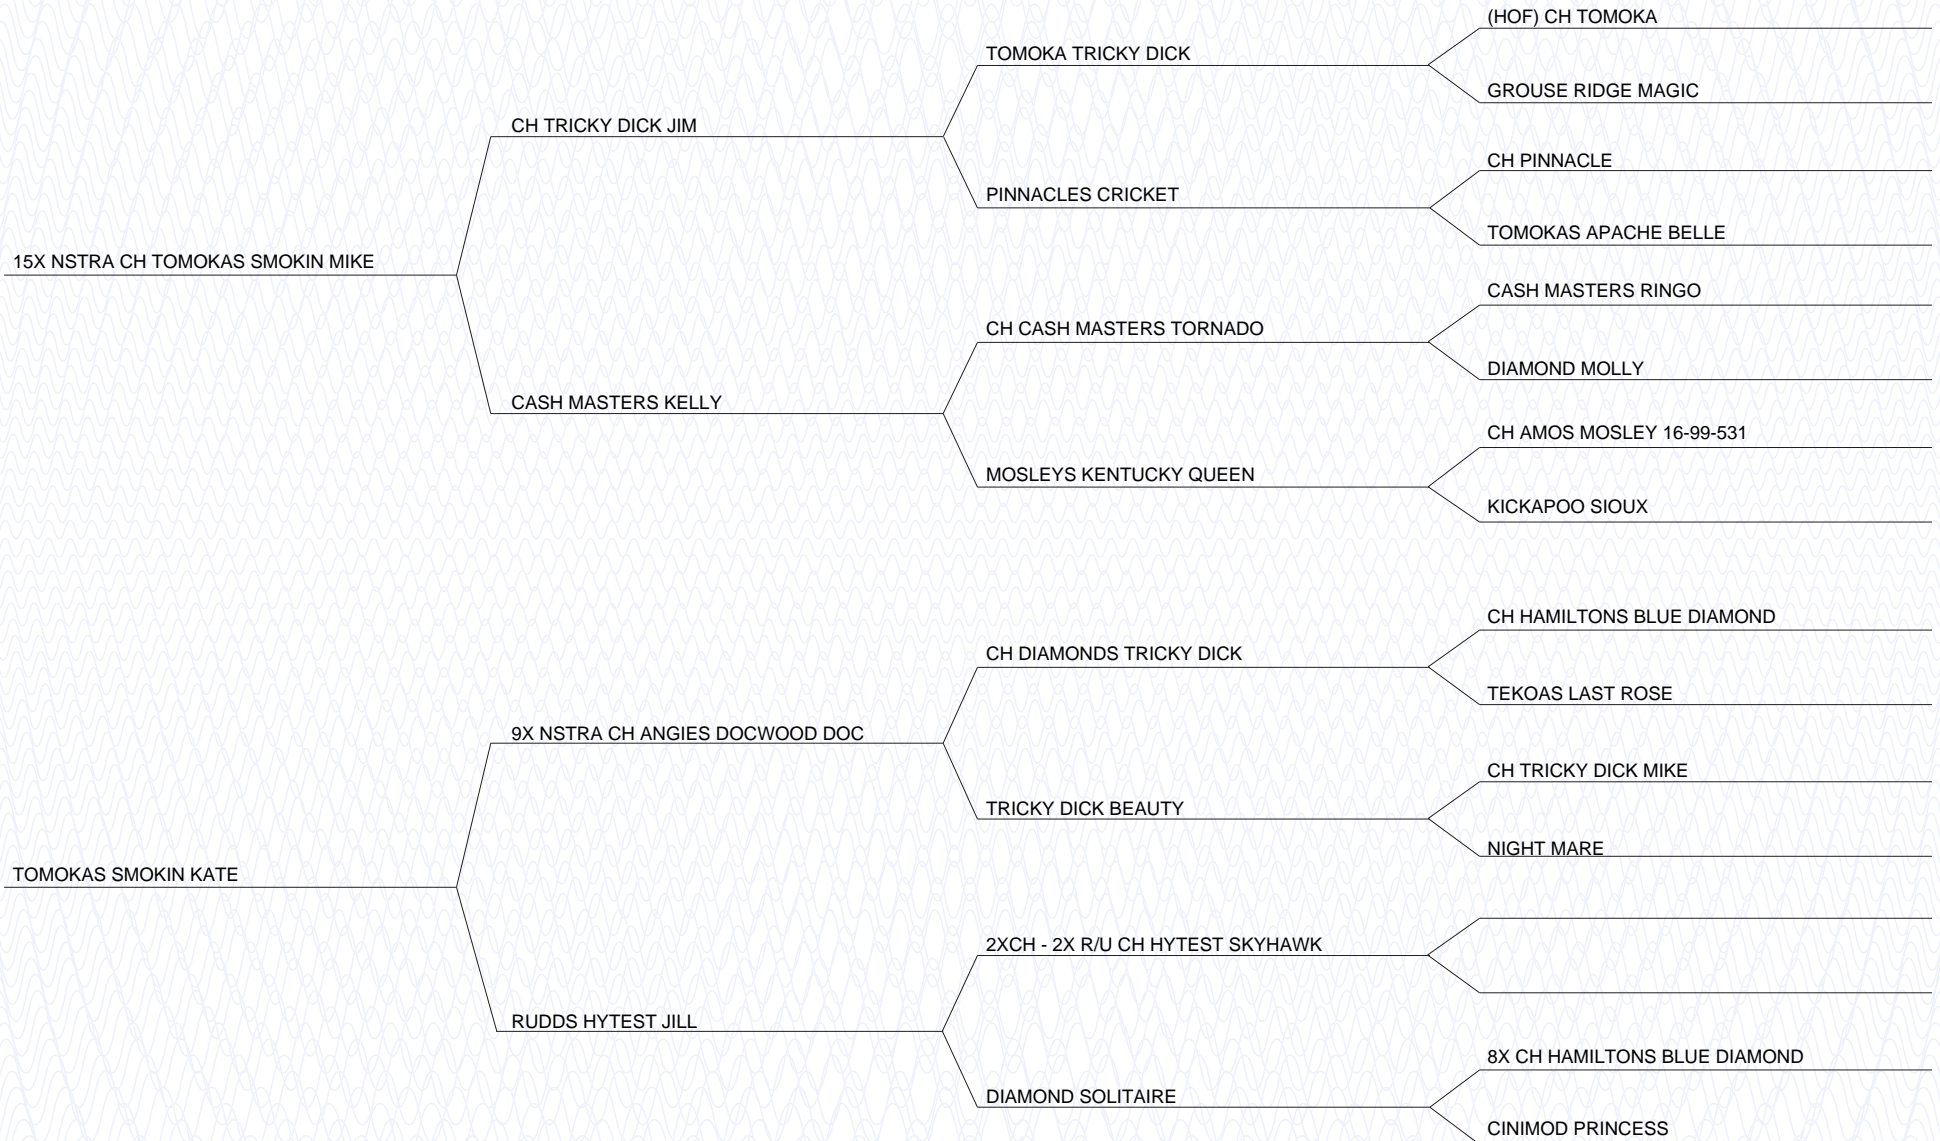 (HOF) CH TOMOKA
TOMOKA TRICKY DICK
GROUSE RIDGE MAGIC
CH TRICKY DICK JIM
CH PINNACLE
PINNACLES CRICKET
TOMOKAS APACHE BELLE
15X NSTRA CH TOMOKAS SMOKIN MIKE
CASH MASTERS RINGO
CH CASH MASTERS TORNADO
DIAMOND MOLLY
CASH MASTERS KELLY
CH AMOS MOSLEY 16-99-531
MOSLEYS KENTUCKY QUEEN
KICKAPOO SIOUX
CH HAMILTONS BLUE DIAMOND
CH DIAMONDS TRICKY DICK
TEKOAS LAST ROSE
9X NSTRA CH ANGIES DOCWOOD DOC
CH TRICKY DICK MIKE
TRICKY DICK BEAUTY
NIGHT MARE
TOMOKAS SMOKIN KATE
2XCH - 2X R/U CH HYTEST SKYHAWK
RUDDS HYTEST JILL
8X CH HAMILTONS BLUE DIAMOND
DIAMOND SOLITAIRE
CINIMOD PRINCESS